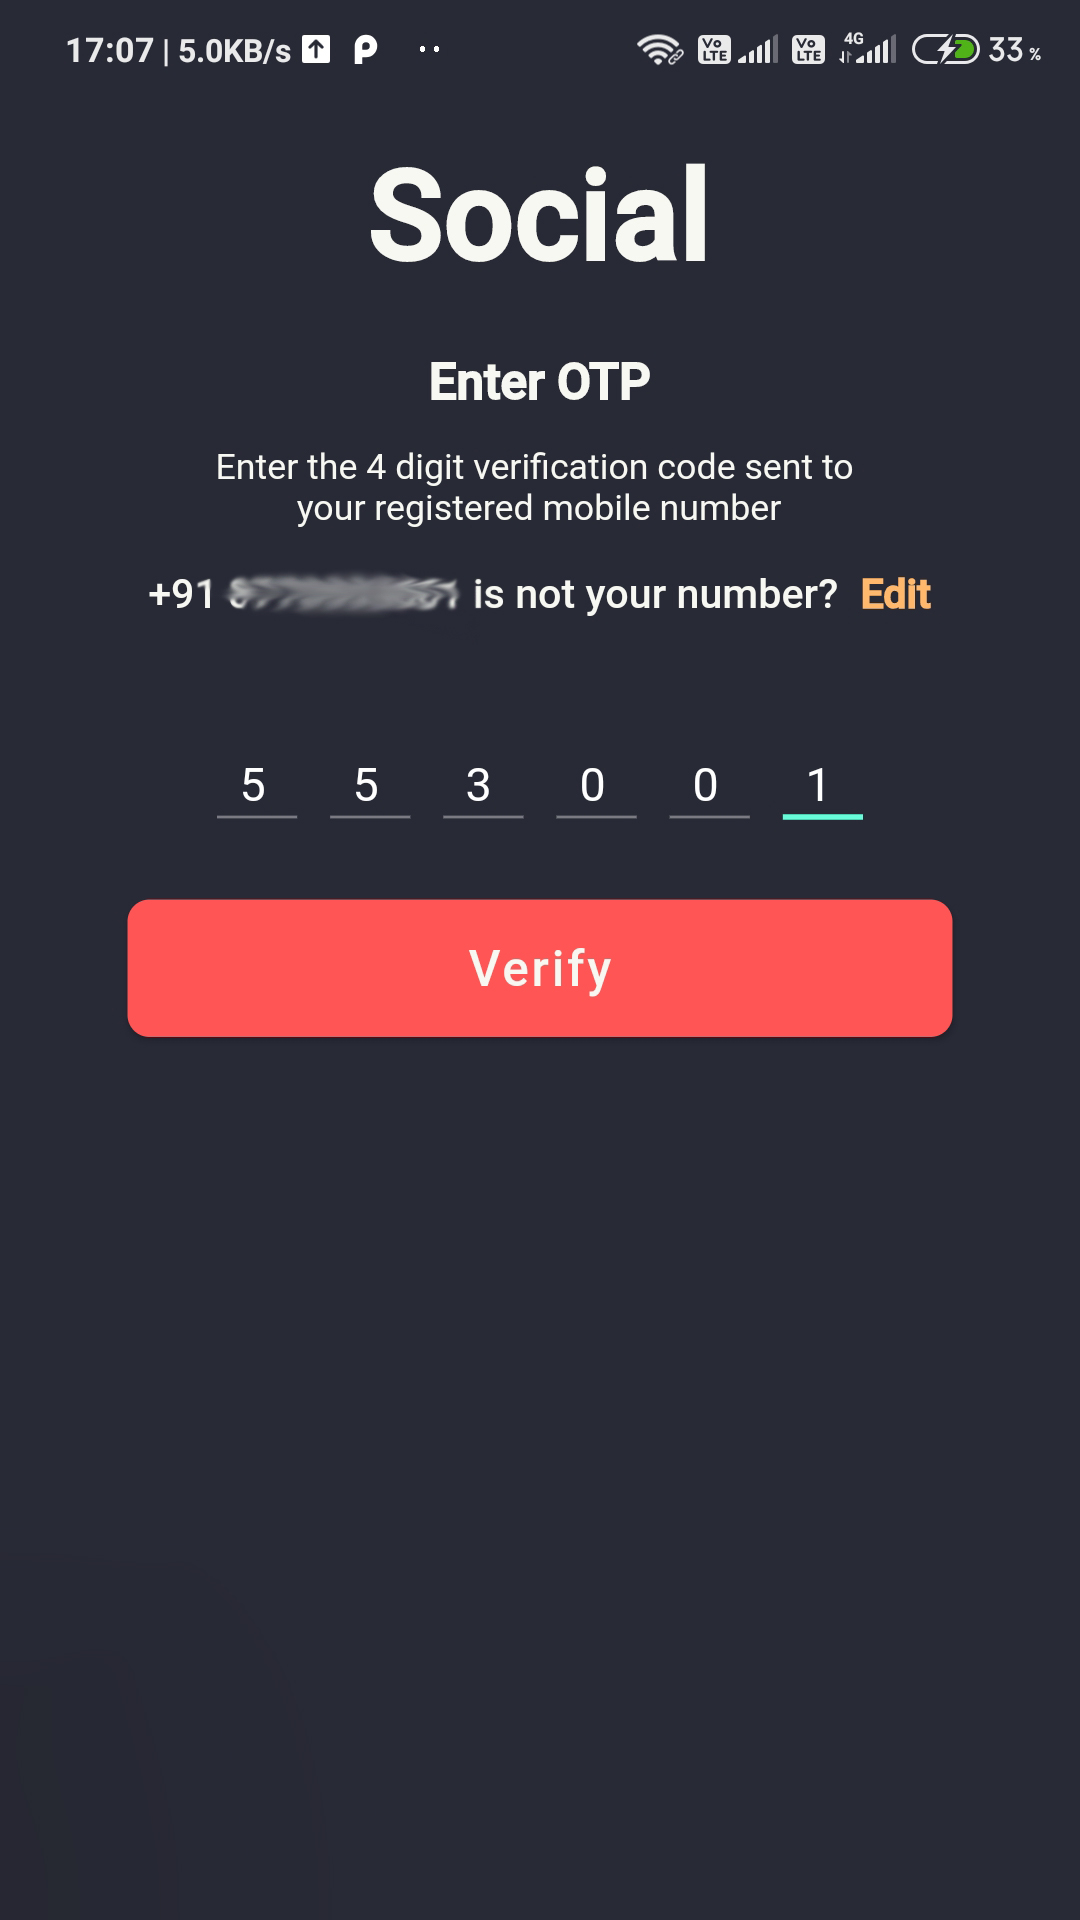 17:07 | 5.0KB/s
Vo LTE Vo LTE 4G 33 %
Social
Enter OTP
Enter the 4 digit verification code sent to
your registered mobile number
+91 is not your number? Edit
5 5 3 0 0 1
Verify